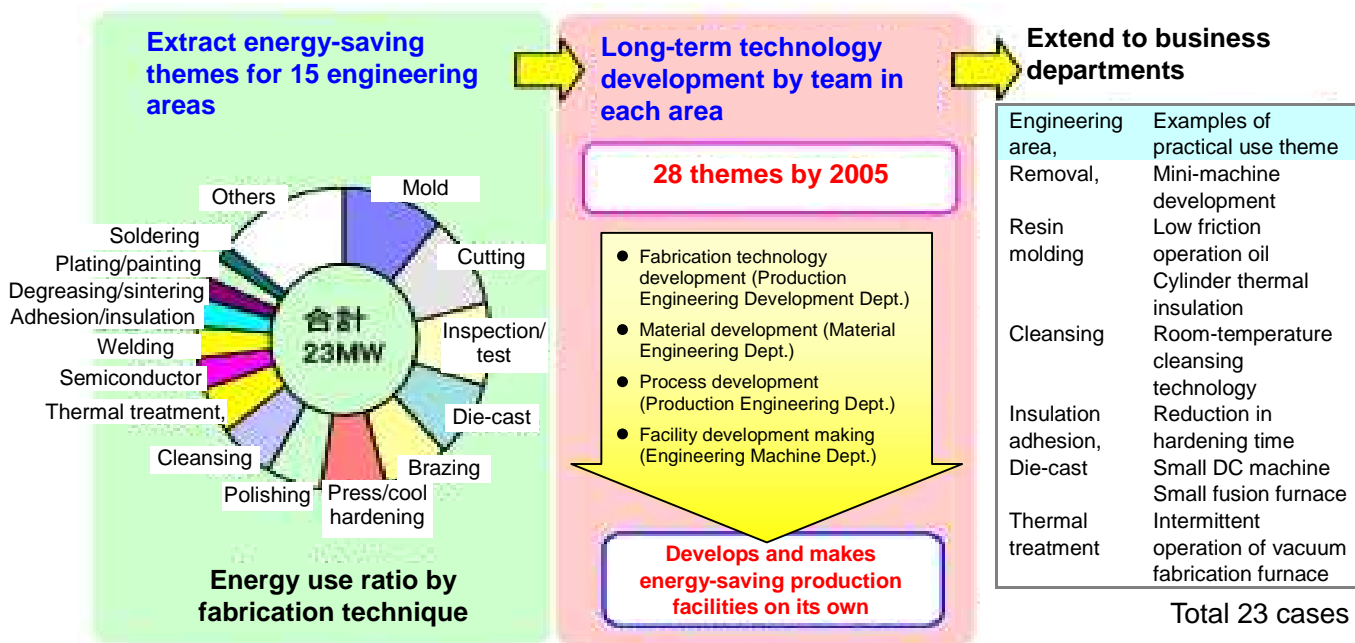 Extract energy-saving
themes for 15 engineering
areas
Others
Mold
Soldering
Cutting
Plating/painting
Degreasing/sintering
Adhesion/insulation
Inspection/
test
Welding
Semiconductor
Thermal treatment,
Die-cast
Cleansing
Brazing
Polishing
Press/cool
hardening
合計
23MW
Energy use ratio by
fabrication technique
Long-term technology
development by team in
each area
28 themes by 2005
● Fabrication technology
development (Production
Engineering Development Dept.)
● Material development (Material
Engineering Dept.)
● Process development
(Production Engineering Dept.)
● Facility development making
(Engineering Machine Dept.)
Develops and makes
energy-saving production
facilities on its own
Extend to business
departments
Engineering Examples of
area, practical use theme
Removal, Mini-machine
development
Resin Low friction
molding operation oil
Cylinder thermal
insulation
Cleansing Room-temperature
cleansing
technology
Insulation Reduction in
adhesion, hardening time
Die-cast Small DC machine
Small fusion furnace
Thermal Intermittent
treatment operation of vacuum
fabrication furnace
Total 23 cases